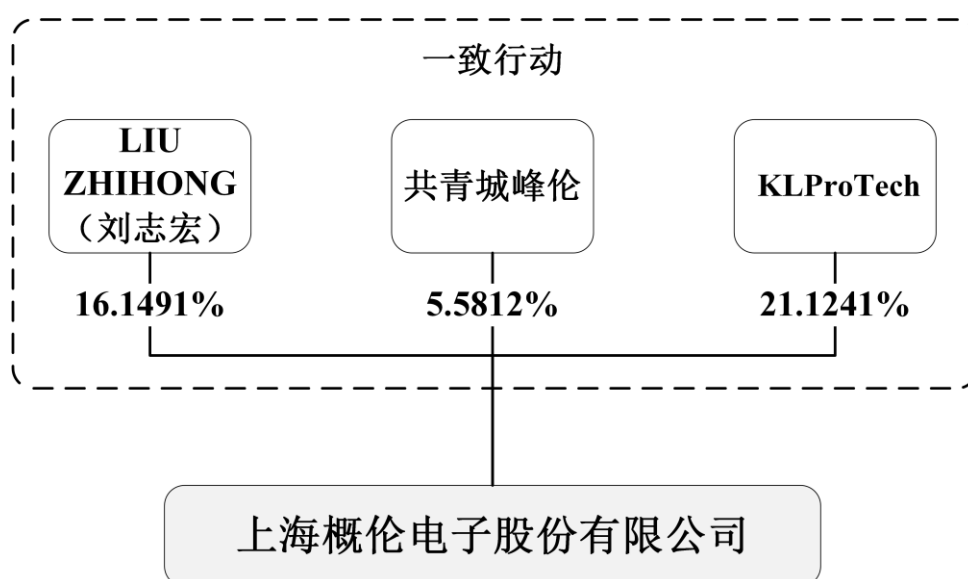 一致行动
LIU
ZHIHONG
（刘志宏）
共青城峰伦
KLProTech
16.1491%
5.5812%
21.1241%
上海概伦电子股份有限公司